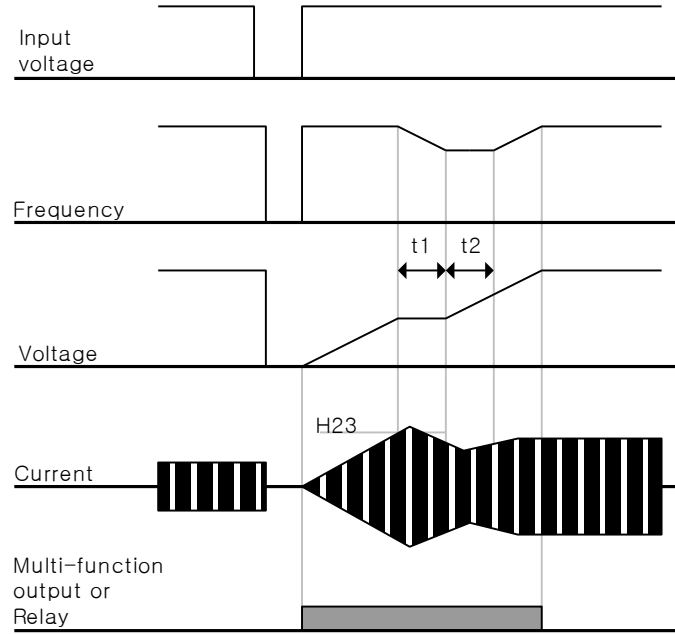 Input
voltage
Frequency
t1 t2
Voltage
H23
Current
Multi-function
output or
Relay